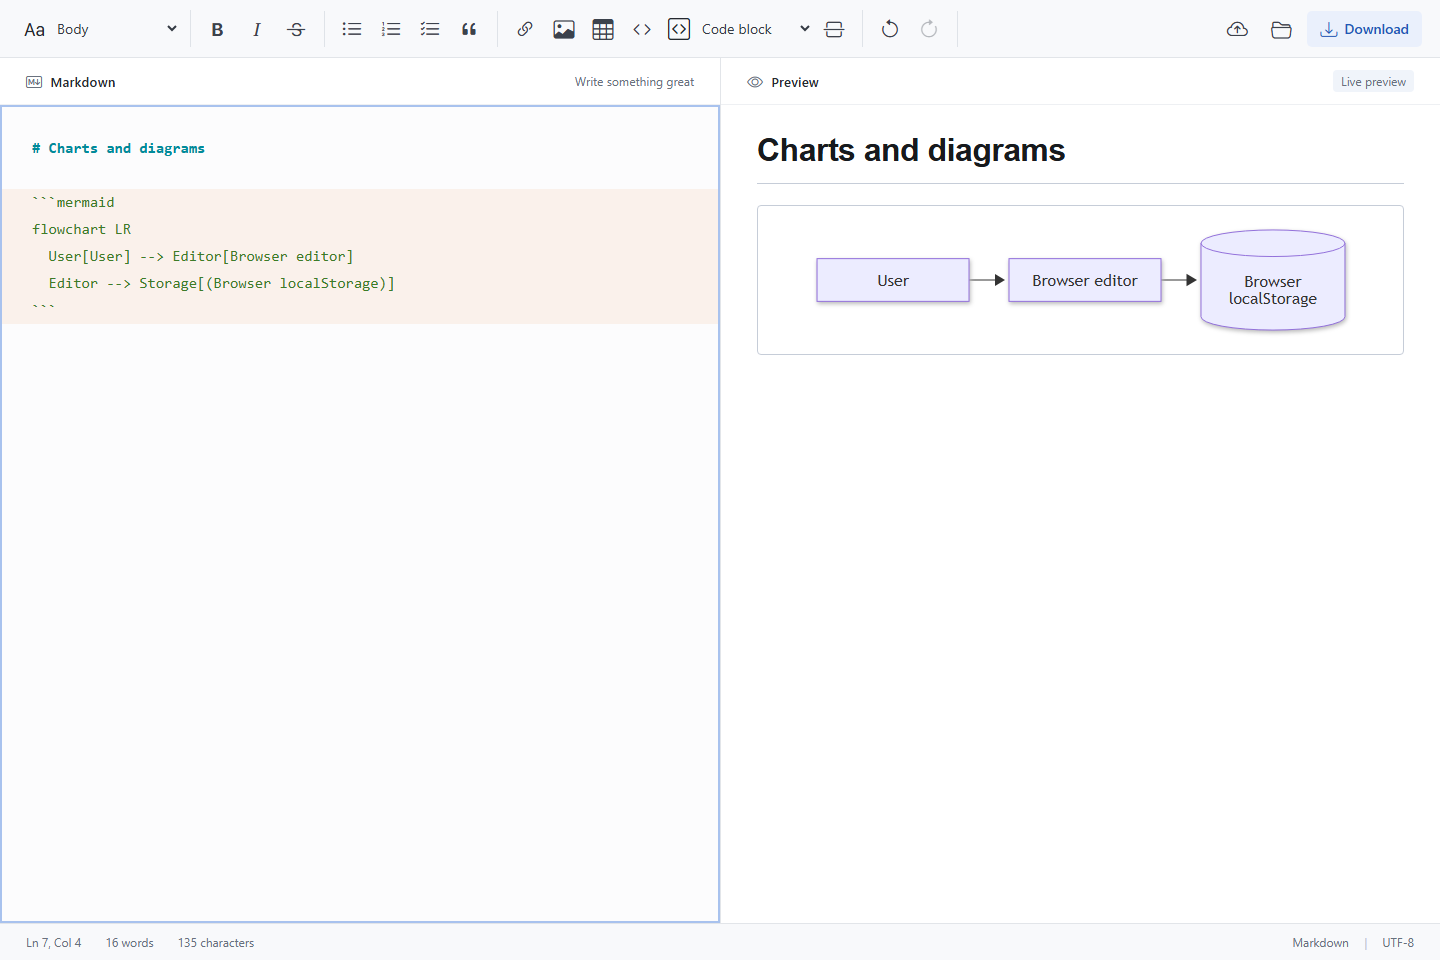 Aa Body
B I S
Code block
Download
Markdown
Write something great
Preview
Live preview
# Charts and diagrams
```mermaid
flowchart LR
  User[User] --> Editor[Browser editor]
  Editor --> Storage[(Browser localStorage)]
```
Charts and diagrams
User
Browser editor
Browser
localStorage
Ln 7, Col 4
16 words
135 characters
Markdown | UTF-8